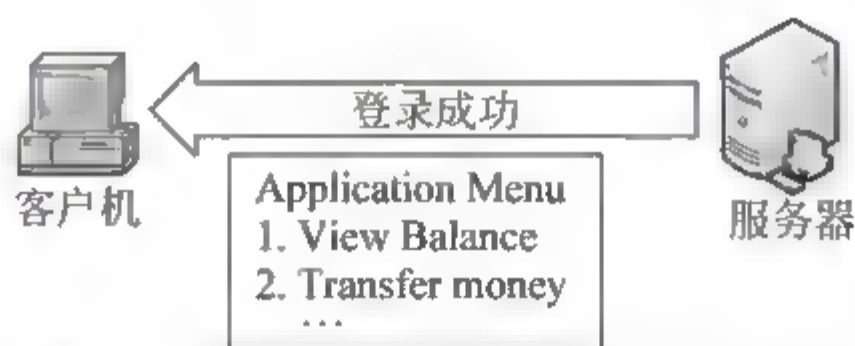 登录成功
客户机
服务器
Application Menu
1. View Balance
2. Transfer money
...